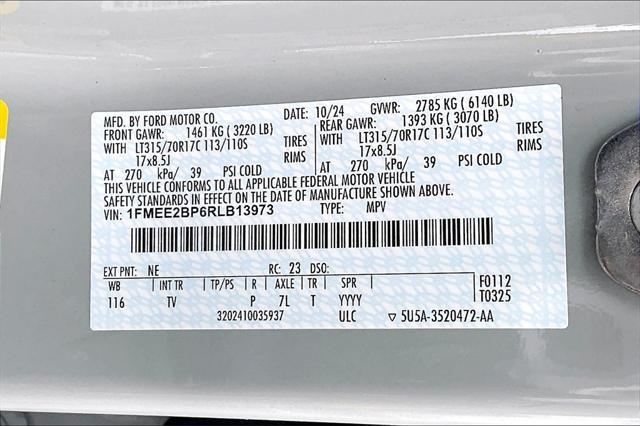 MFD. BY FORD MOTOR CO. DATE: 10/24 GVWR: 2785 KG ( 6140 LB)
FRONT GAWR: 1461 KG ( 3220 LB) REAR GAWR: 1393 KG ( 3070 LB)
WITH LT315/70R17C 113/110S TIRES WITH LT315/70R17C 113/110S TIRES
17x8.5J RIMS 17x8.5J RIMS
AT 270 kPa/ 39 PSI COLD AT 270 kPa/ 39 PSI COLD
THIS VEHICLE CONFORMS TO ALL APPLICABLE FEDERAL MOTOR VEHICLE
SAFETY STANDARDS IN EFFECT ON THE DATE OF MANUFACTURE SHOWN ABOVE.
VIN: 1FMEE2BP6RLB13973 TYPE: MPV
EXT PNT: NE RC: 23 DSO:
WB INT TR TP/PS R AXLE TR SPR F0112
116 TV P 7L T YYYY T0325
3202410035937 ULC ▽ 5U5A-3520472-AA